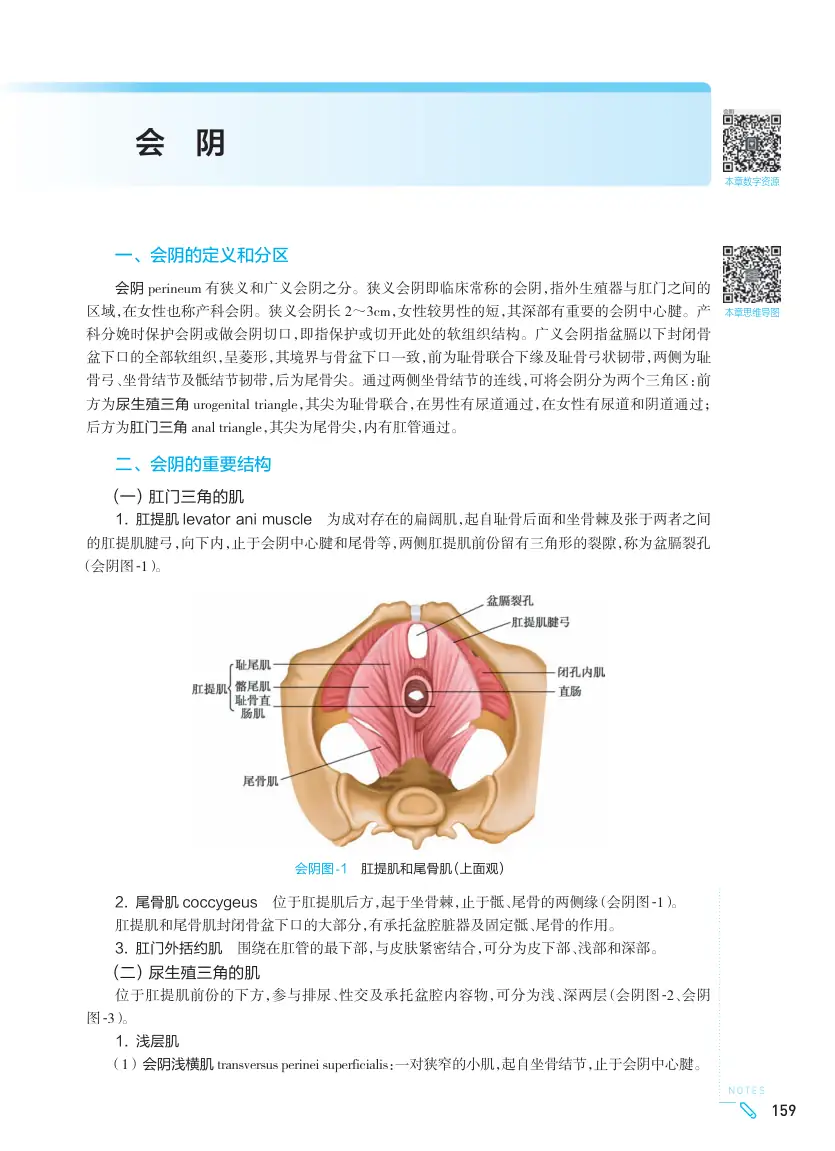 会 阴
会阴
本章数字资源
本章思维导图
一、会阴的定义和分区
会阴 perineum 有狭义和广义会阴之分。狭义会阴即临床常称的会阴,指外生殖器与肛门之间的
区域,在女性也称产科会阴。狭义会阴长 2～3cm,女性较男性的短,其深部有重要的会阴中心腱。产
科分娩时保护会阴或做会阴切口,即指保护或切开此处的软组织结构。广义会阴指盆膈以下封闭骨
盆下口的全部软组织,呈菱形,其境界与骨盆下口一致,前为耻骨联合下缘及耻骨弓状韧带,两侧为耻
骨弓、坐骨结节及骶结节韧带,后为尾骨尖。通过两侧坐骨结节的连线,可将会阴分为两个三角区:前
方为尿生殖三角 urogenital triangle,其尖为耻骨联合,在男性有尿道通过,在女性有尿道和阴道通过;
后方为肛门三角 anal triangle,其尖为尾骨尖,内有肛管通过。
二、会阴的重要结构
(一) 肛门三角的肌
1. 肛提肌 levator ani muscle 为成对存在的扁阔肌,起自耻骨后面和坐骨棘及张于两者之间
的肛提肌腱弓,向下内,止于会阴中心腱和尾骨等,两侧肛提肌前份留有三角形的裂隙,称为盆膈裂孔
(会阴图-1)。
盆膈裂孔
肛提肌腱弓
耻尾肌
闭孔内肌
肛提肌
髂尾肌
直肠
耻骨直
肠肌
尾骨肌
会阴图-1 肛提肌和尾骨肌(上面观)
2. 尾骨肌 coccygeus 位于肛提肌后方,起于坐骨棘,止于骶、尾骨的两侧缘(会阴图-1)。
肛提肌和尾骨肌封闭骨盆下口的大部分,有承托盆腔脏器及固定骶、尾骨的作用。
3. 肛门外括约肌 围绕在肛管的最下部,与皮肤紧密结合,可分为皮下部、浅部和深部。
(二) 尿生殖三角的肌
位于肛提肌前份的下方,参与排尿、性交及承托盆腔内容物,可分为浅、深两层(会阴图-2、会阴
图-3)。
1. 浅层肌
(1) 会阴浅横肌 transversus perinei superficialis:一对狭窄的小肌,起自坐骨结节,止于会阴中心腱。
NOTES
159